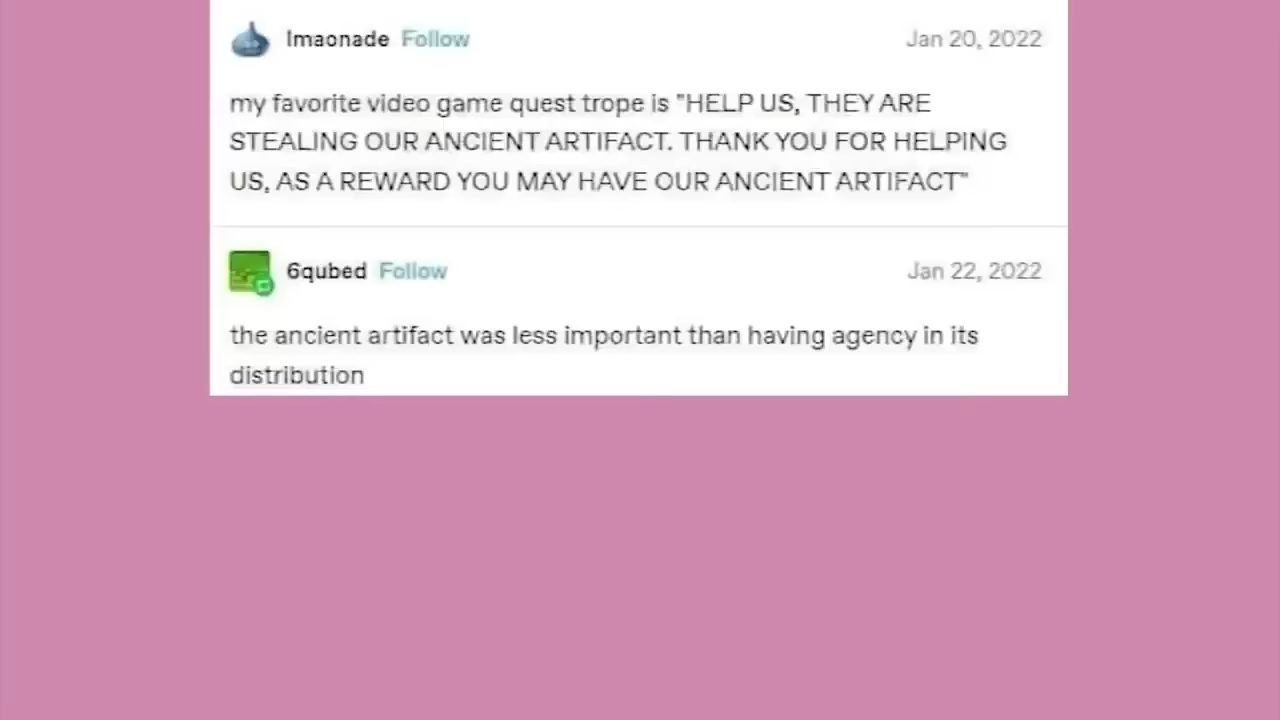 lmaonade Follow Jan 20, 2022
my favorite video game quest trope is "HELP US, THEY ARE
STEALING OUR ANCIENT ARTIFACT. THANK YOU FOR HELPING
US, AS A REWARD YOU MAY HAVE OUR ANCIENT ARTIFACT"
6qubed Follow Jan 22, 2022
the ancient artifact was less important than having agency in its
distribution